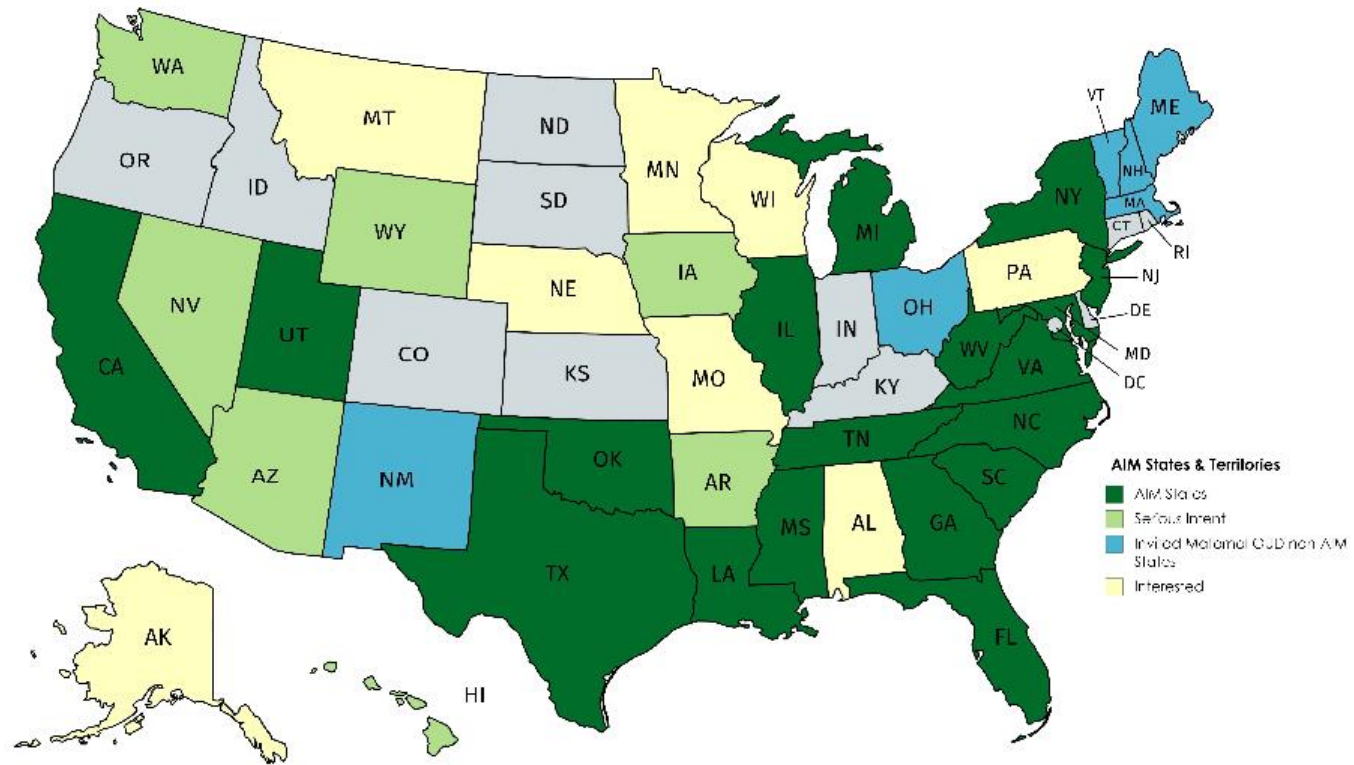 WA
MT
ND
MN
VT
ME
OR
ID
SD
WI
NH
NY
MA
WY
MI
CT
RI
IA
PA
NE
NJ
NV
IL
IN
OH
DE
UT
CO
WV
CA
KS
MO
KY
VA
MD
DC
NC
TN
OK
AZ
NM
AR
SC
MS
AL
GA
TX
LA
FL
AK
HI
AIM States & Territories
AIM States
Serious Intent
Invited Maternal OUD non-AIM
States
Interested